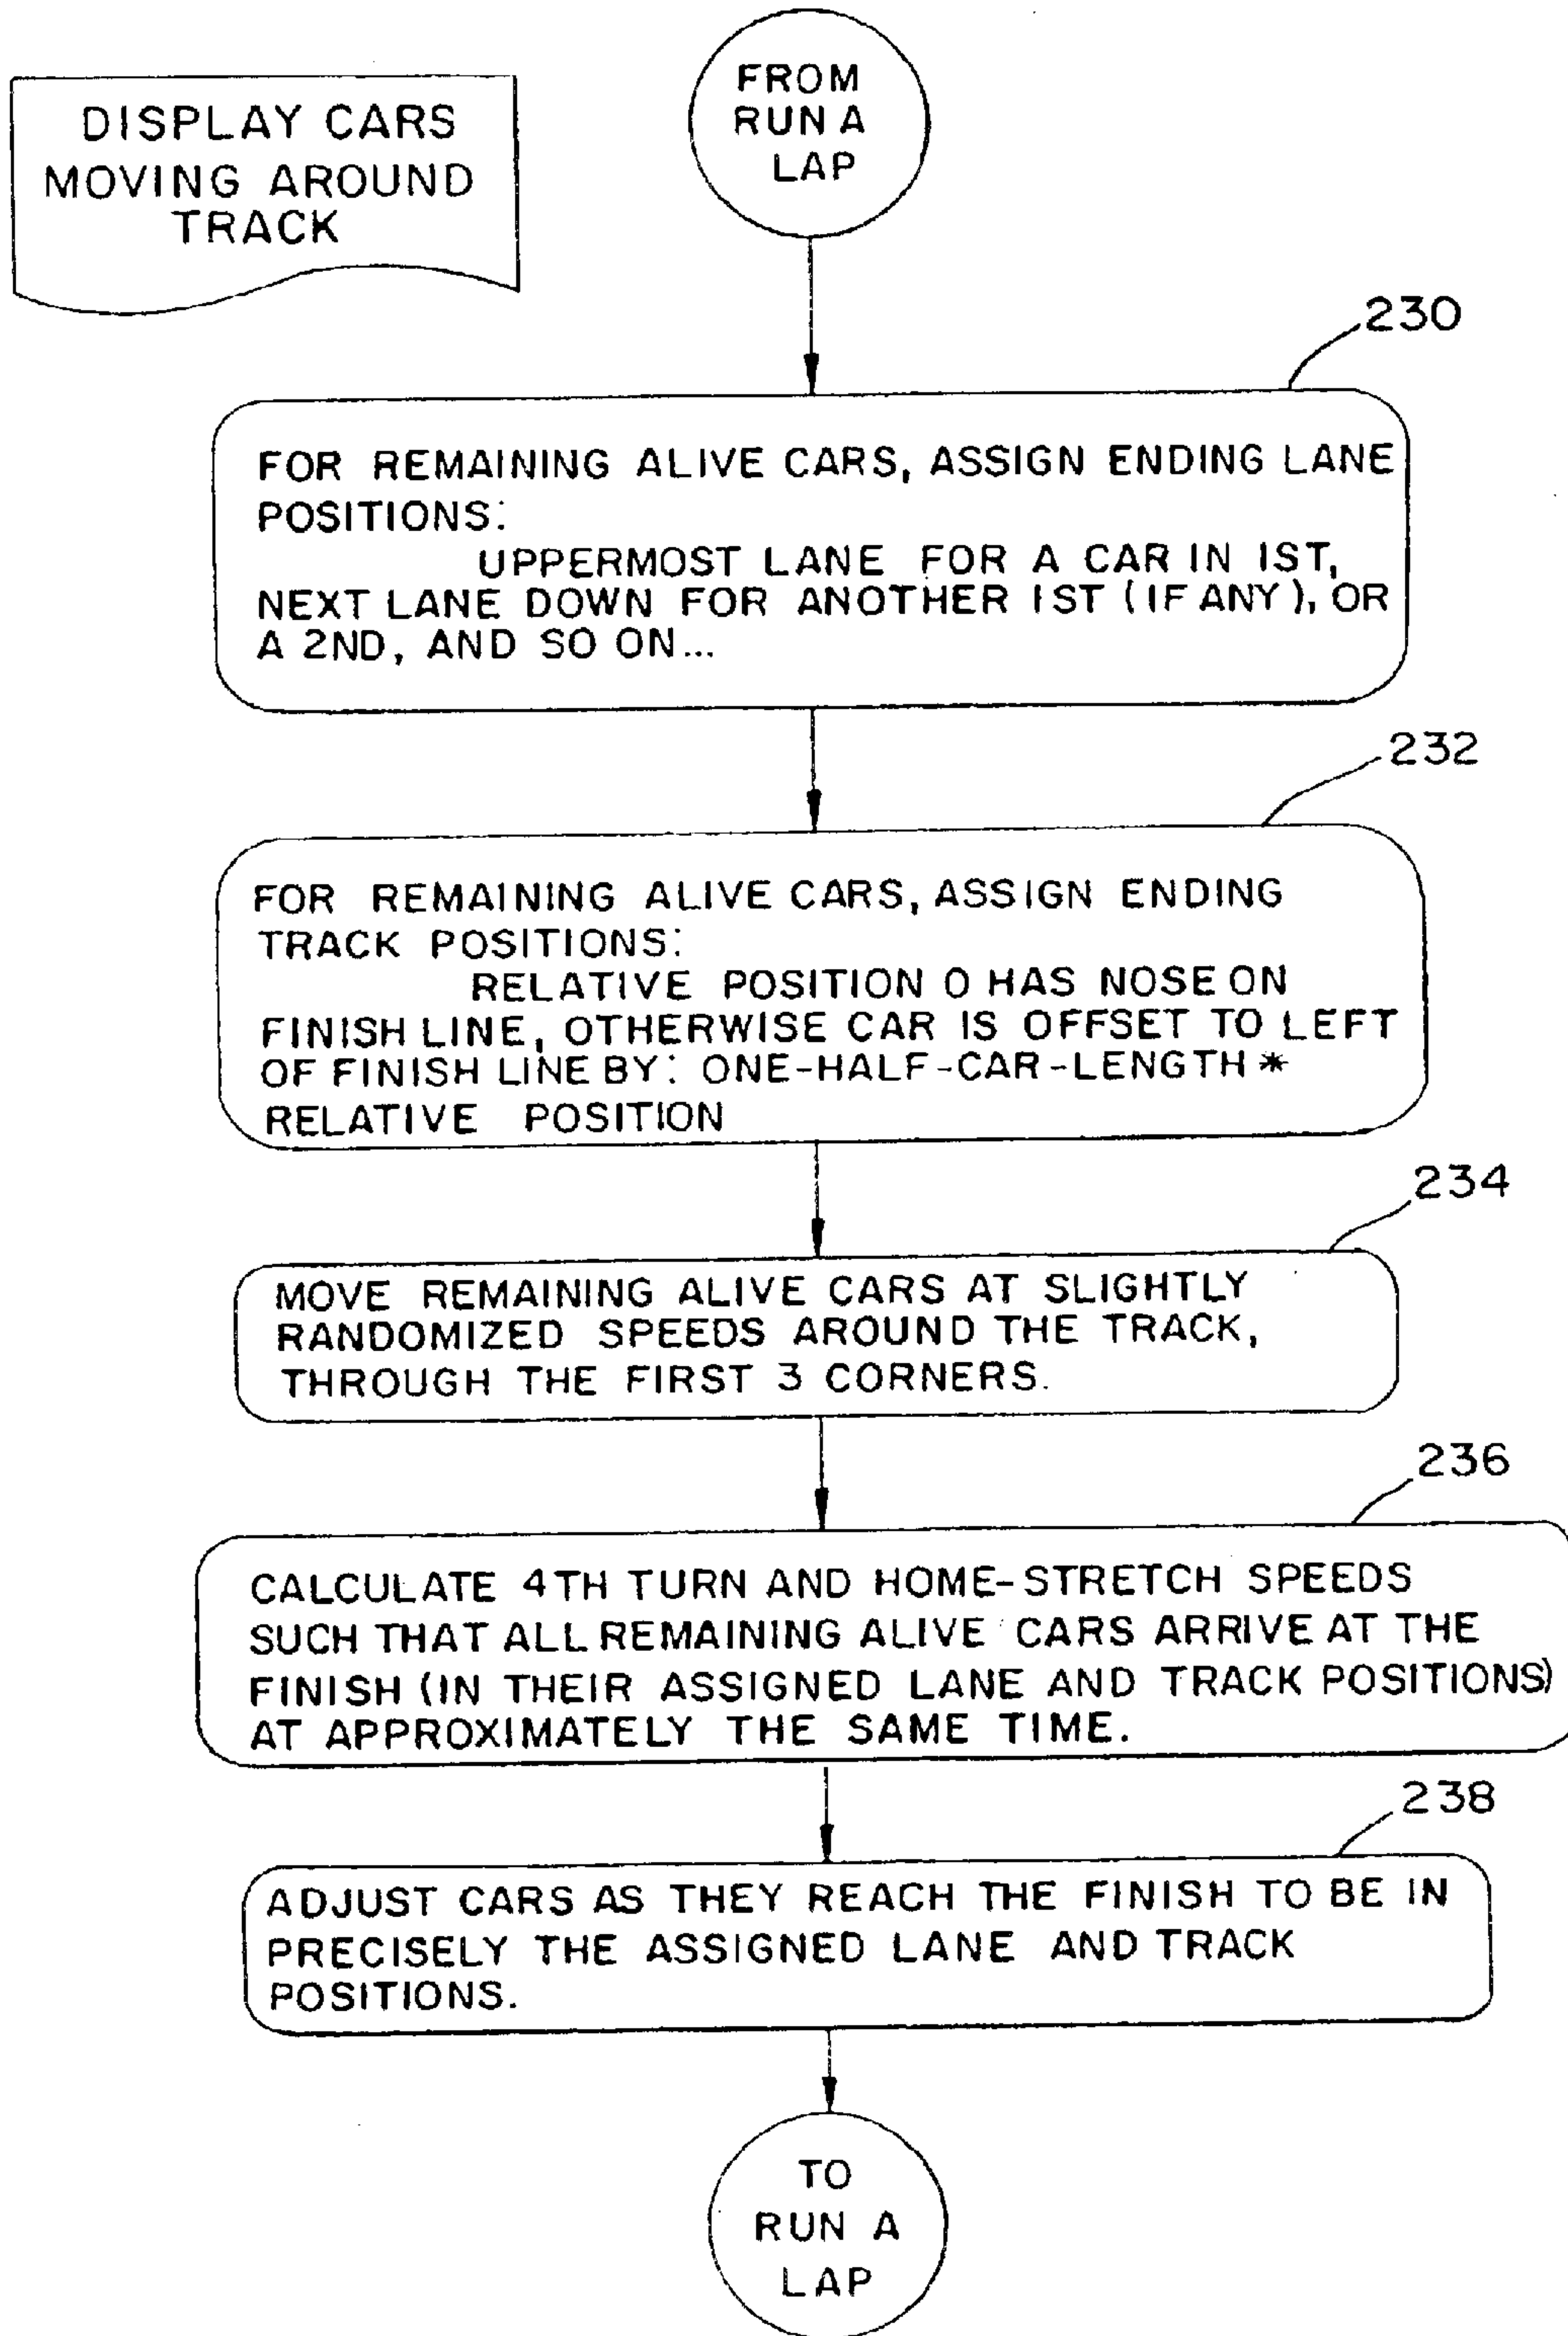 DISPLAY CARS
MOVING AROUND
TRACK
FROM
RUN A
LAP
230
FOR REMAINING ALIVE CARS, ASSIGN ENDING LANE
POSITIONS:
UPPERMOST LANE FOR A CAR IN 1ST,
NEXT LANE DOWN FOR ANOTHER 1ST (IF ANY), OR
A 2ND, AND SO ON...
232
FOR REMAINING ALIVE CARS, ASSIGN ENDING
TRACK POSITIONS:
RELATIVE POSITION 0 HAS NOSE ON
FINISH LINE, OTHERWISE CAR IS OFFSET TO LEFT
OF FINISH LINE BY: ONE-HALF-CAR-LENGTH *
RELATIVE POSITION
234
MOVE REMAINING ALIVE CARS AT SLIGHTLY
RANDOMIZED SPEEDS AROUND THE TRACK,
THROUGH THE FIRST 3 CORNERS.
236
CALCULATE 4TH TURN AND HOME-STRETCH SPEEDS
SUCH THAT ALL REMAINING ALIVE CARS ARRIVE AT THE
FINISH (IN THEIR ASSIGNED LANE AND TRACK POSITIONS)
AT APPROXIMATELY THE SAME TIME.
238
ADJUST CARS AS THEY REACH THE FINISH TO BE IN
PRECISELY THE ASSIGNED LANE AND TRACK
POSITIONS.
TO
RUN A
LAP